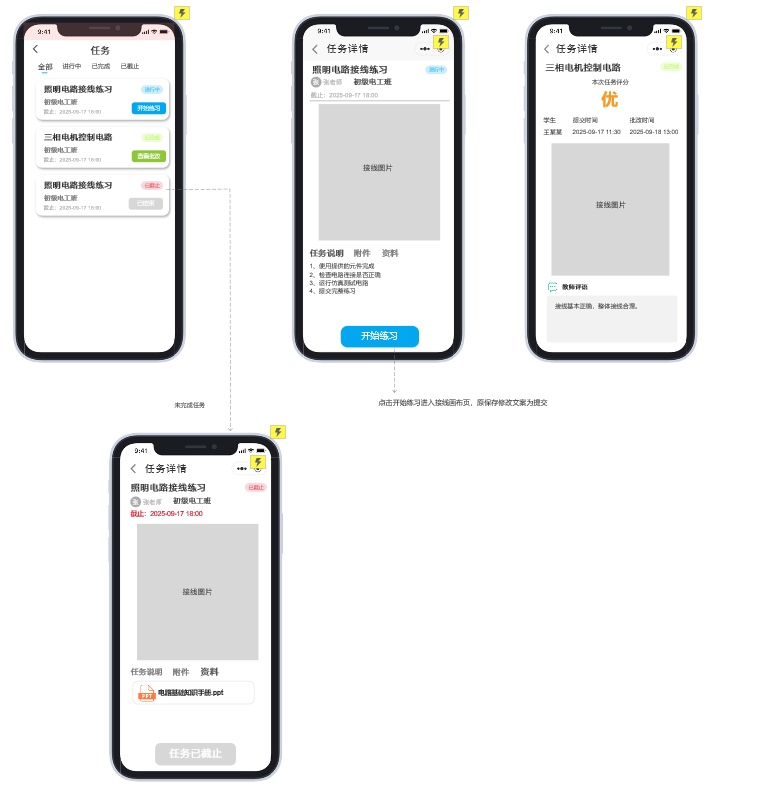 9:41
任务
全部 进行中 已完成 已截止
照明电路接线练习 进行中
初级电工班
截止：2025-09-17 18:00 开始练习
三相电机控制电路 已完成
初级电工班
截止：2025-09-17 18:00 查看批改
照明电路接线练习 已截止
初级电工班
截止：2025-09-17 18:00 已结束
未完成任务
9:41
任务详情
照明电路接线练习 进行中
张老师 初级电工班
截止：2025-09-17 18:00
接线图片
任务说明 附件 资料
1、使用提供的元件完成
2、检查电路连接是否正确
3、运行仿真测试电路
4、提交完整练习
开始练习
点击开始练习进入接线画布页，原保存修改文案为提交
9:41
任务详情
三相电机控制电路 已完成
本次任务评分
优
学生 提交时间 批改时间
王某某 2025-09-17 11:30 2025-09-18 13:00
接线图片
教师评语
接线基本正确，整体接线合理。
9:41
任务详情
照明电路接线练习 已截止
张老师 初级电工班
截止：2025-09-17 18:00
接线图片
任务说明 附件 资料
PPT 电路基础知识手册.ppt
任务已截止